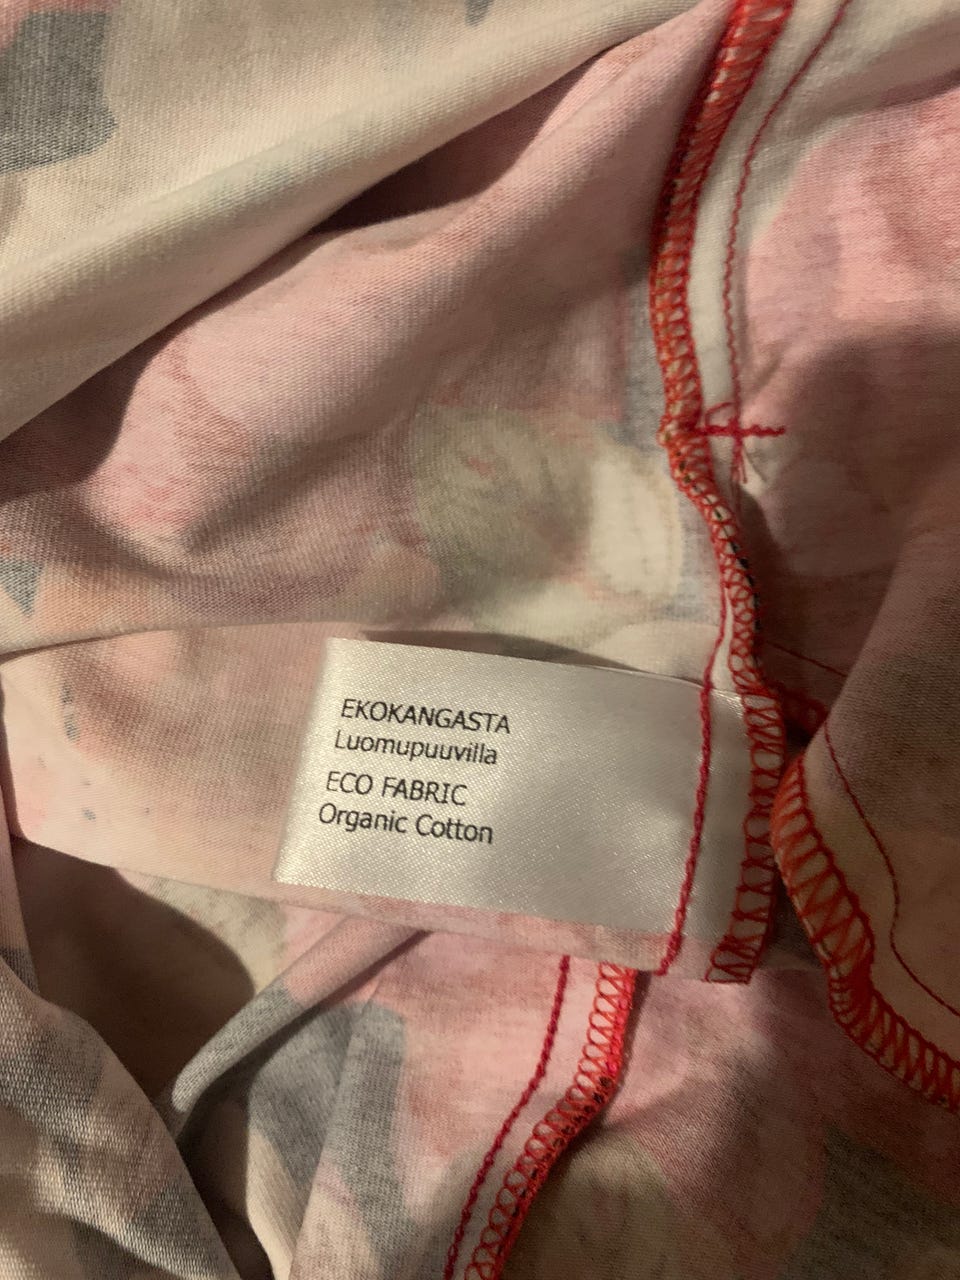 EKOKANGASTA
Luomupuuvilla
ECO FABRIC
Organic Cotton